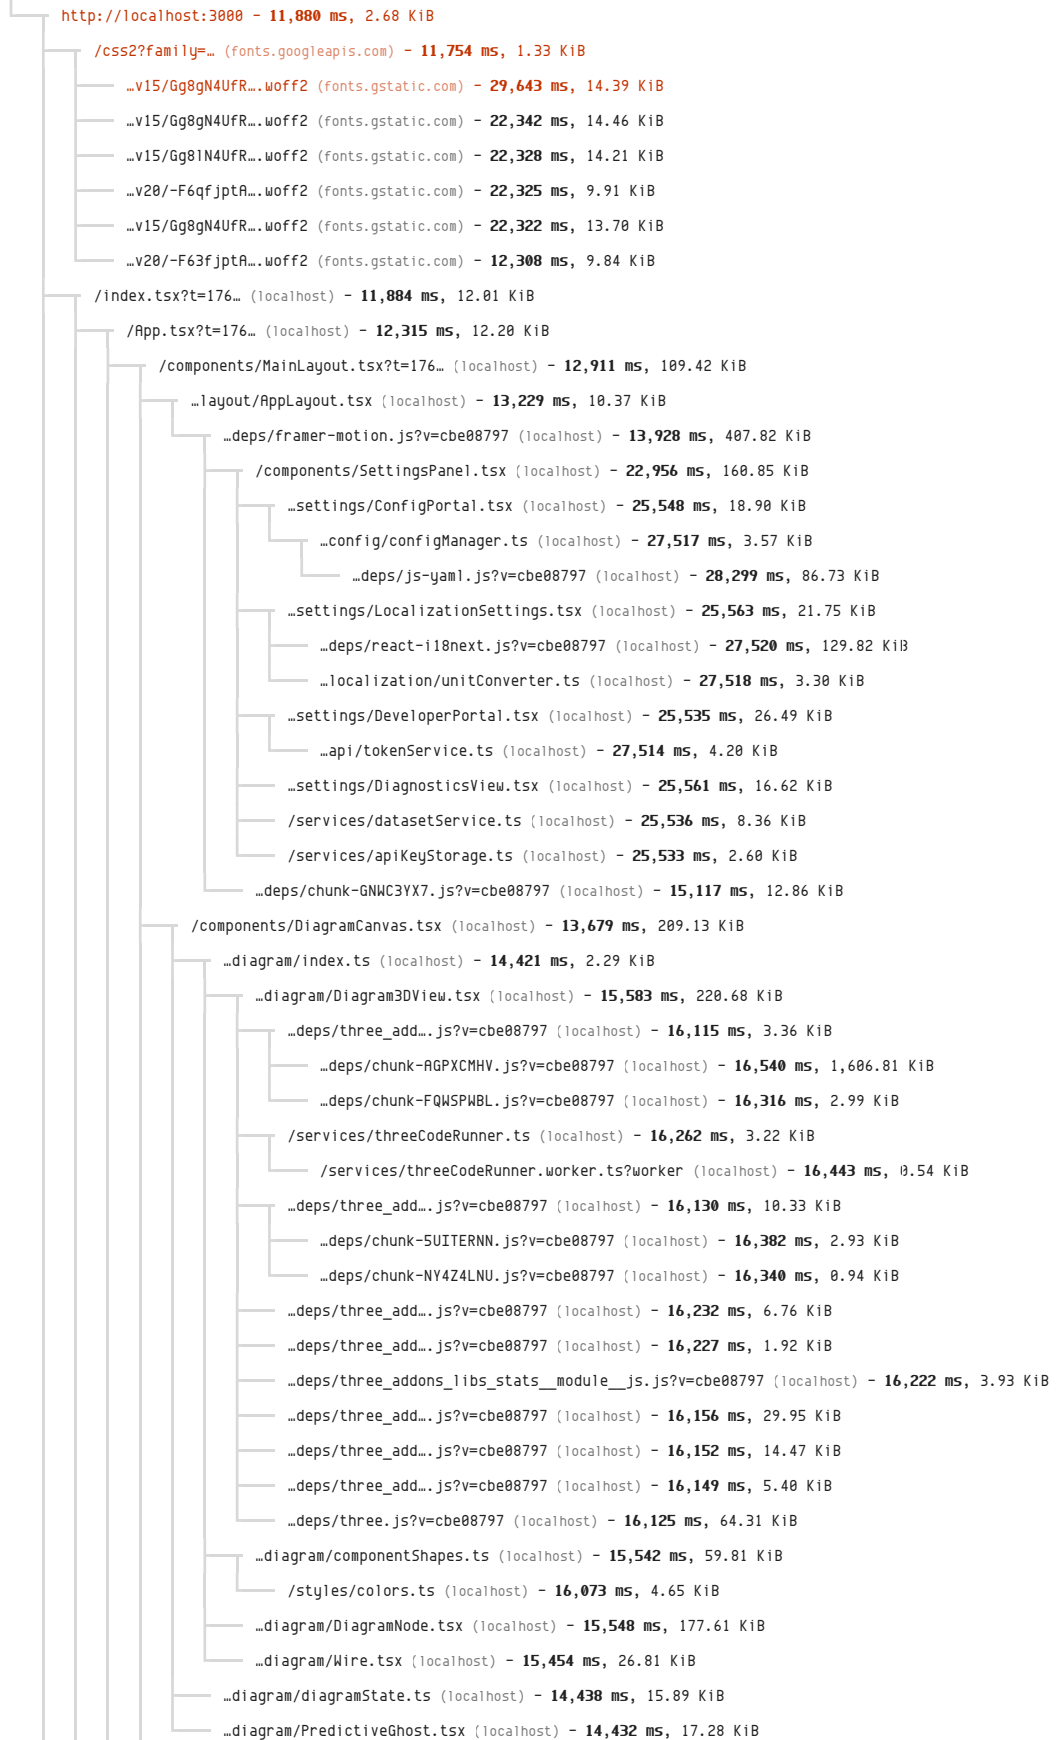 http://localhost:3000 - 11,880 ms, 2.68 KiB
/css2?family=… (fonts.googleapis.com) - 11,754 ms, 1.33 KiB
…v15/Gg8gN4UfR….woff2 (fonts.gstatic.com) - 29,643 ms, 14.39 KiB
…v15/Gg8gN4UfR….woff2 (fonts.gstatic.com) - 22,342 ms, 14.46 KiB
…v15/Gg8lN4UfR….woff2 (fonts.gstatic.com) - 22,328 ms, 14.21 KiB
…v20/-F6qfjptA….woff2 (fonts.gstatic.com) - 22,325 ms, 9.91 KiB
…v15/Gg8gN4UfR….woff2 (fonts.gstatic.com) - 22,322 ms, 13.70 KiB
…v20/-F63fjptA….woff2 (fonts.gstatic.com) - 12,308 ms, 9.84 KiB
/index.tsx?t=176… (localhost) - 11,884 ms, 12.01 KiB
/App.tsx?t=176… (localhost) - 12,315 ms, 12.20 KiB
/components/MainLayout.tsx?t=176… (localhost) - 12,911 ms, 109.42 KiB
…layout/AppLayout.tsx (localhost) - 13,229 ms, 10.37 KiB
…deps/framer-motion.js?v=cbe08797 (localhost) - 13,928 ms, 407.82 KiB
/components/SettingsPanel.tsx (localhost) - 22,956 ms, 160.85 KiB
…settings/ConfigPortal.tsx (localhost) - 25,548 ms, 18.90 KiB
…config/configManager.ts (localhost) - 27,517 ms, 3.57 KiB
…deps/js-yaml.js?v=cbe08797 (localhost) - 28,299 ms, 86.73 KiB
…settings/LocalizationSettings.tsx (localhost) - 25,563 ms, 21.75 KiB
…deps/react-i18next.js?v=cbe08797 (localhost) - 27,520 ms, 129.82 KiB
…localization/unitConverter.ts (localhost) - 27,518 ms, 3.30 KiB
…settings/DeveloperPortal.tsx (localhost) - 25,535 ms, 26.49 KiB
…api/tokenService.ts (localhost) - 27,514 ms, 4.20 KiB
…settings/DiagnosticsView.tsx (localhost) - 25,561 ms, 16.62 KiB
/services/datasetService.ts (localhost) - 25,536 ms, 8.36 KiB
/services/apiKeyStorage.ts (localhost) - 25,533 ms, 2.60 KiB
…deps/chunk-GNWC3YX7.js?v=cbe08797 (localhost) - 15,117 ms, 12.86 KiB
/components/DiagramCanvas.tsx (localhost) - 13,679 ms, 209.13 KiB
…diagram/index.ts (localhost) - 14,421 ms, 2.29 KiB
…diagram/Diagram3DView.tsx (localhost) - 15,583 ms, 220.68 KiB
…deps/three_add….js?v=cbe08797 (localhost) - 16,115 ms, 3.36 KiB
…deps/chunk-AGPXCMHV.js?v=cbe08797 (localhost) - 16,540 ms, 1,606.81 KiB
…deps/chunk-FQWSPWBL.js?v=cbe08797 (localhost) - 16,316 ms, 2.99 KiB
/services/threeCodeRunner.ts (localhost) - 16,262 ms, 3.22 KiB
/services/threeCodeRunner.worker.ts?worker (localhost) - 16,443 ms, 0.54 KiB
…deps/three_add….js?v=cbe08797 (localhost) - 16,130 ms, 10.33 KiB
…deps/chunk-5UITERNN.js?v=cbe08797 (localhost) - 16,382 ms, 2.93 KiB
…deps/chunk-NY4Z4LNU.js?v=cbe08797 (localhost) - 16,340 ms, 0.94 KiB
…deps/three_add….js?v=cbe08797 (localhost) - 16,232 ms, 6.76 KiB
…deps/three_add….js?v=cbe08797 (localhost) - 16,227 ms, 1.92 KiB
…deps/three_addons_libs_stats__module__js.js?v=cbe08797 (localhost) - 16,222 ms, 3.93 KiB
…deps/three_add….js?v=cbe08797 (localhost) - 16,156 ms, 29.95 KiB
…deps/three_add….js?v=cbe08797 (localhost) - 16,152 ms, 14.47 KiB
…deps/three_add….js?v=cbe08797 (localhost) - 16,149 ms, 5.40 KiB
…deps/three.js?v=cbe08797 (localhost) - 16,125 ms, 64.31 KiB
…diagram/componentShapes.ts (localhost) - 15,542 ms, 59.81 KiB
/styles/colors.ts (localhost) - 16,073 ms, 4.65 KiB
…diagram/DiagramNode.tsx (localhost) - 15,548 ms, 177.61 KiB
…diagram/Wire.tsx (localhost) - 15,454 ms, 26.81 KiB
…diagram/diagramState.ts (localhost) - 14,438 ms, 15.89 KiB
…diagram/PredictiveGhost.tsx (localhost) - 14,432 ms, 17.28 KiB